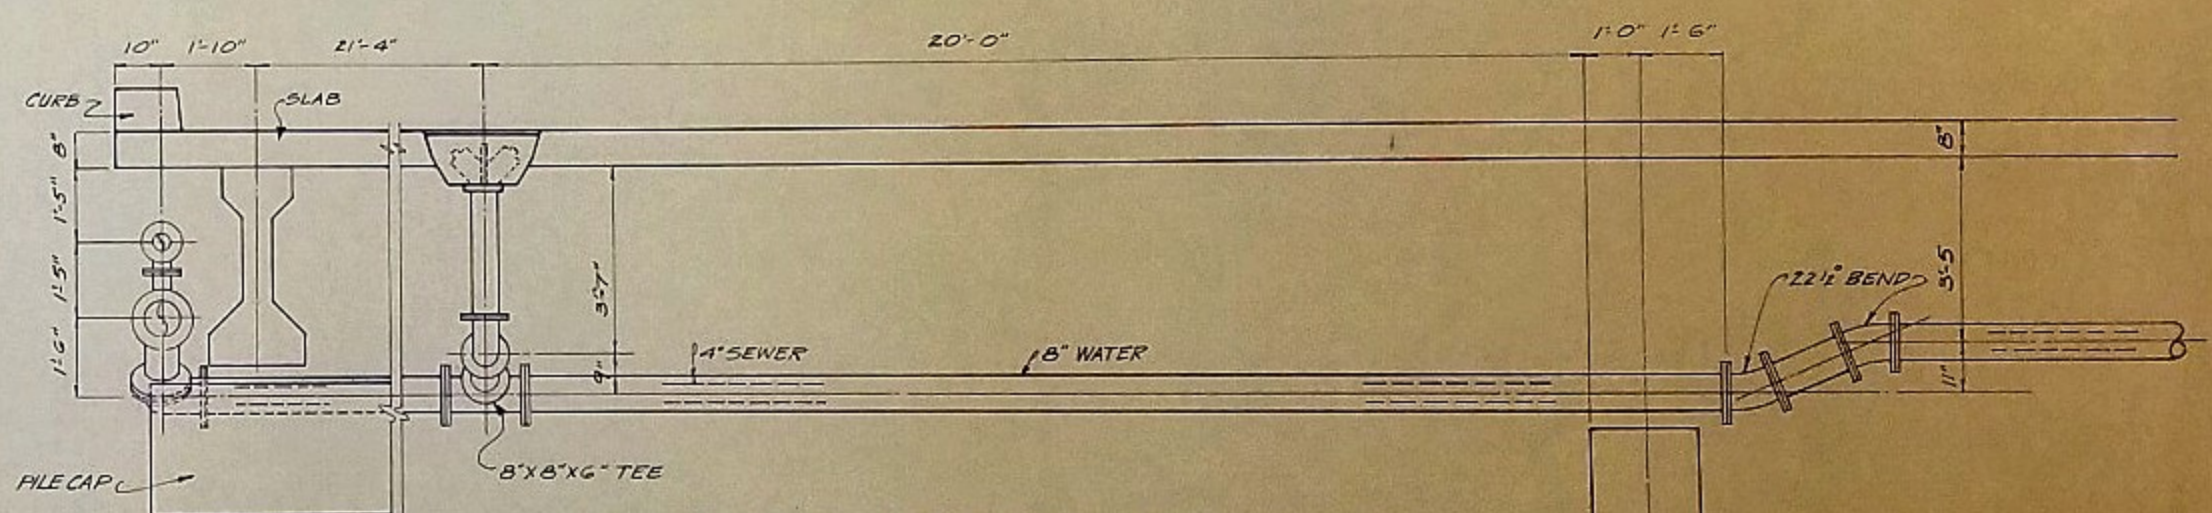 10" 1'-10" 21'-4" 20'-0" 1'-0" 1'-6"
CURB
SLAB
8"
8"
1'-5"
1'-5"
3'-7"
22½ BEND
3'-5
1'-6"
4" SEWER
8" WATER
9"
11"
PILE CAP
8"X8"X6" TEE